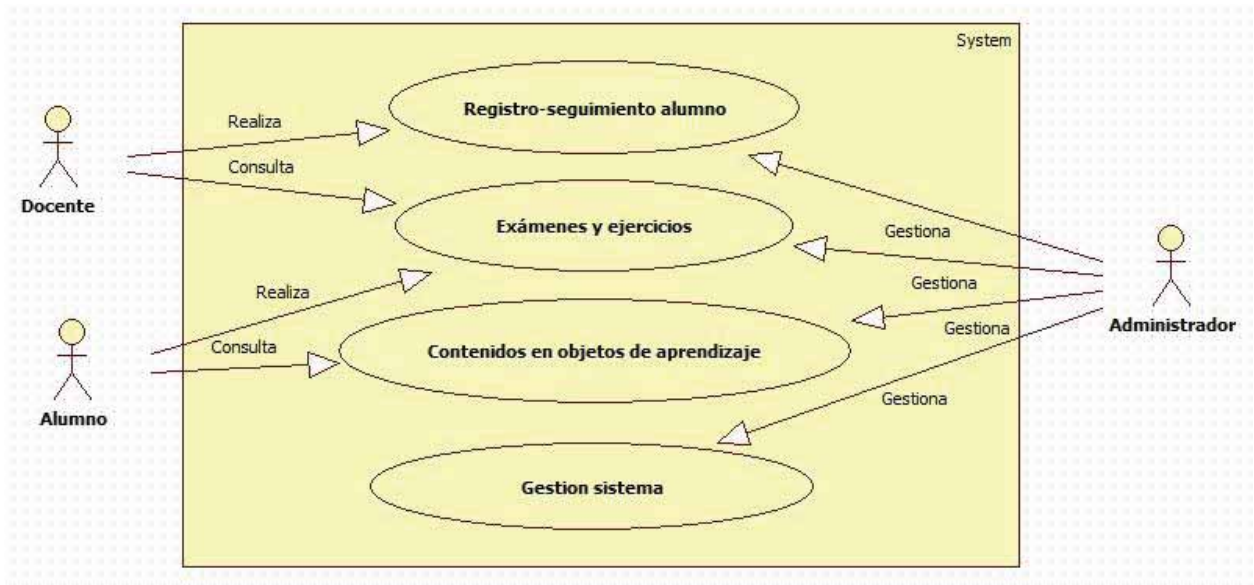 System
Registro-seguimiento alumno
Realiza
Consulta
Docente
Exámenes y ejercicios
Gestiona
Realiza
Gestiona
Administrador
Gestiona
Consulta
Contenidos en objetos de aprendizaje
Alumno
Gestiona
Gestion sistema